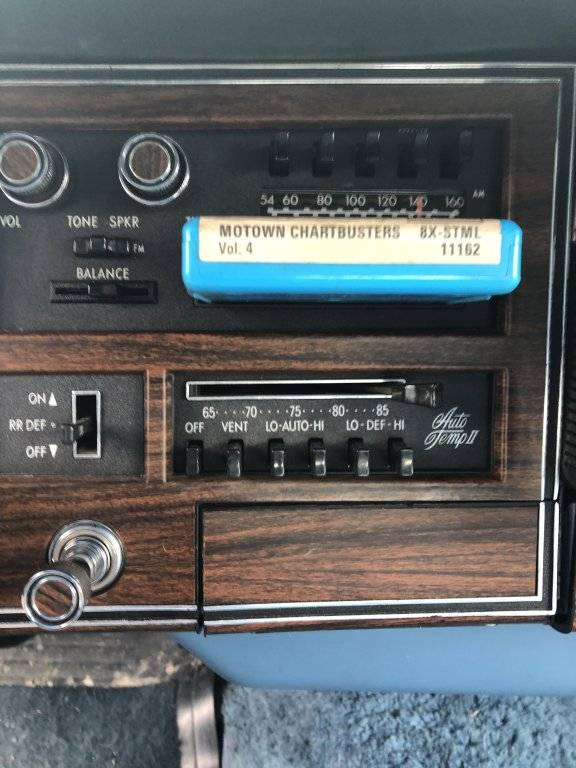 AM
54 60 80 100 120 140 160
VOL
TONE SPKR
FM
BALANCE
MOTOWN CHARTBUSTERS 8X-STML
Vol. 4 11162
ON
RR DEF
OFF
65 ···· 70 ···· 75 ···· 80 ···· 85
OFF VENT LO-AUTO-HI LO-DEF-HI
Auto
Temp II